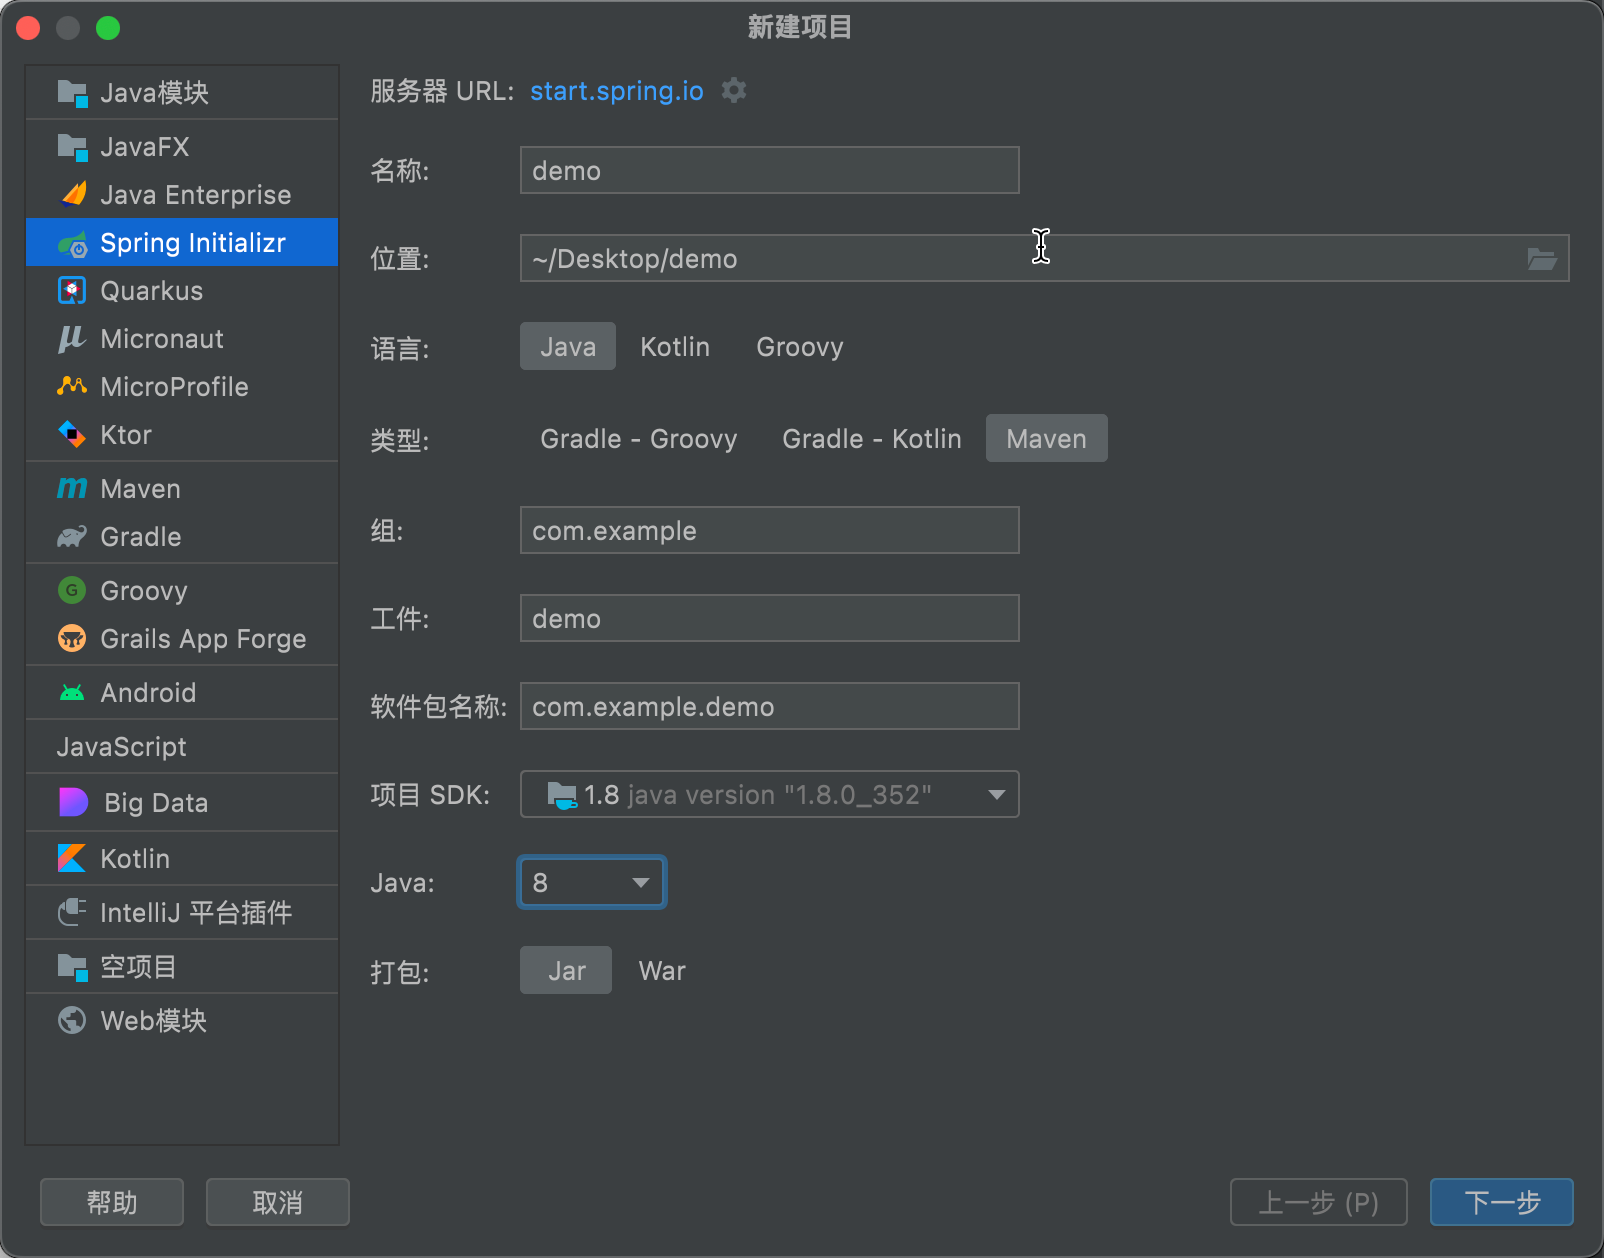 新建项目
Java模块
JavaFX
Java Enterprise
Spring Initializr
Quarkus
Micronaut
MicroProfile
Ktor
Maven
Gradle
G Groovy
Grails App Forge
Android
JavaScript
Big Data
Kotlin
IntelliJ 平台插件
空项目
Web模块
服务器 URL: start.spring.io
名称: demo
位置: ~/Desktop/demo
语言: Java Kotlin Groovy
类型: Gradle - Groovy Gradle - Kotlin Maven
组: com.example
工件: demo
软件包名称: com.example.demo
项目 SDK: 1.8 java version "1.8.0_352"
Java: 8
打包: Jar War
帮助 取消 上一步 (P) 下一步